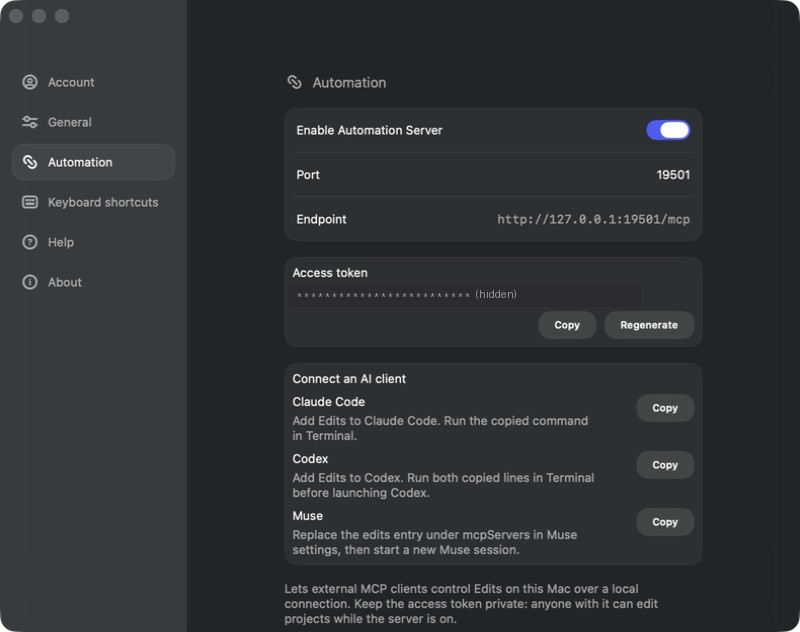 Account
General
Automation
Keyboard shortcuts
Help
About
Automation
Enable Automation Server
Port 19501
Endpoint http://127.0.0.1:19501/mcp
Access token
************************* (hidden)
Copy Regenerate
Connect an AI client
Claude Code
Add Edits to Claude Code. Run the copied command
in Terminal.
Copy
Codex
Add Edits to Codex. Run both copied lines in Terminal
before launching Codex.
Copy
Muse
Replace the edits entry under mcpServers in Muse
settings, then start a new Muse session.
Copy
Lets external MCP clients control Edits on this Mac over a local
connection. Keep the access token private: anyone with it can edit
projects while the server is on.